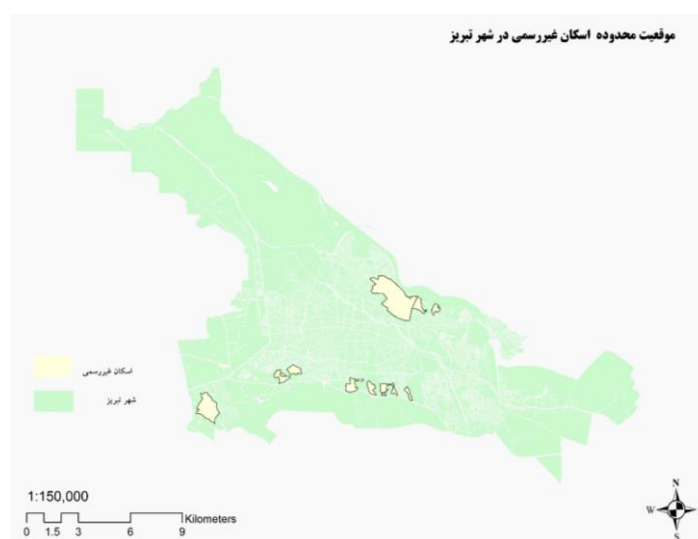 موقعیت محدوده اسکان غیررسمی در شهر تبریز
اسکان غیررسمی
شهر تبریز
1:150,000
Kilometers
0 1.5 3 6 9
N
W
S